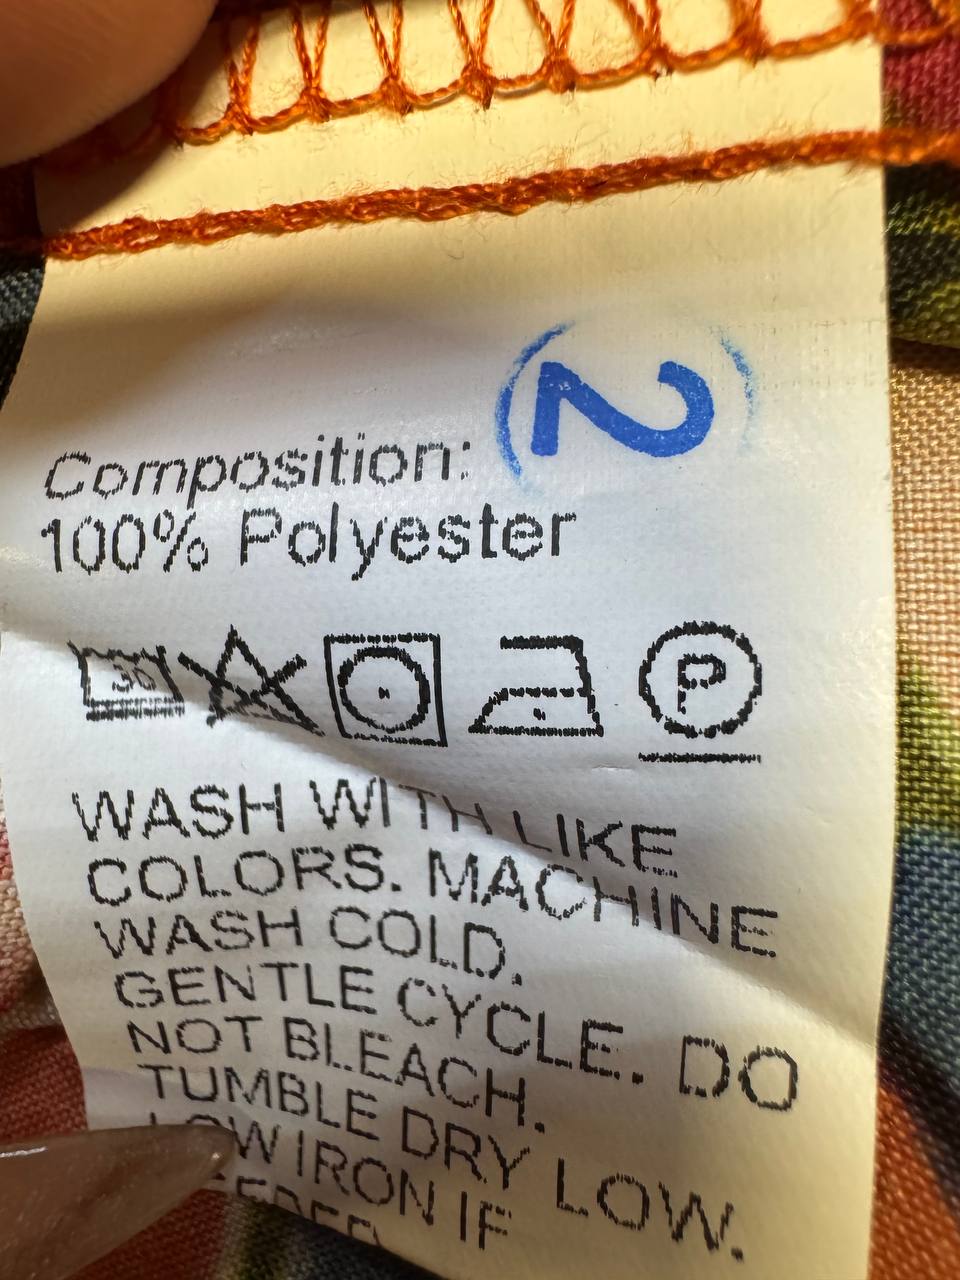 (2)
Composition:
100% Polyester
30
P
WASH WITH LIKE
COLORS. MACHINE
WASH COLD.
GENTLE CYCLE. DO
NOT BLEACH.
TUMBLE DRY LOW.
LOW IRON IF